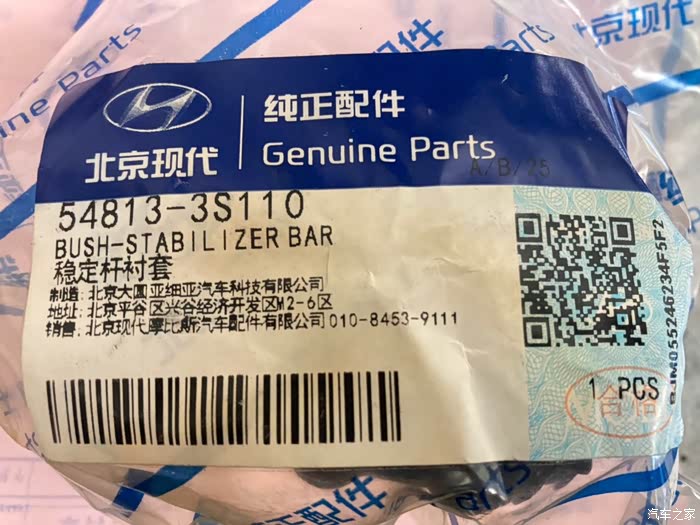 北京现代
纯正配件
Genuine Parts
A/B/25
54813-3S110
BUSH-STABILIZER BAR
稳定杆衬套
制造: 北京大圆亚细亚汽车科技有限公司
地址: 北京平谷区兴谷经济开发区M2-6区
销售: 北京现代摩比斯汽车配件有限公司010-8453-9111
1 PCS
合格
汽车之家